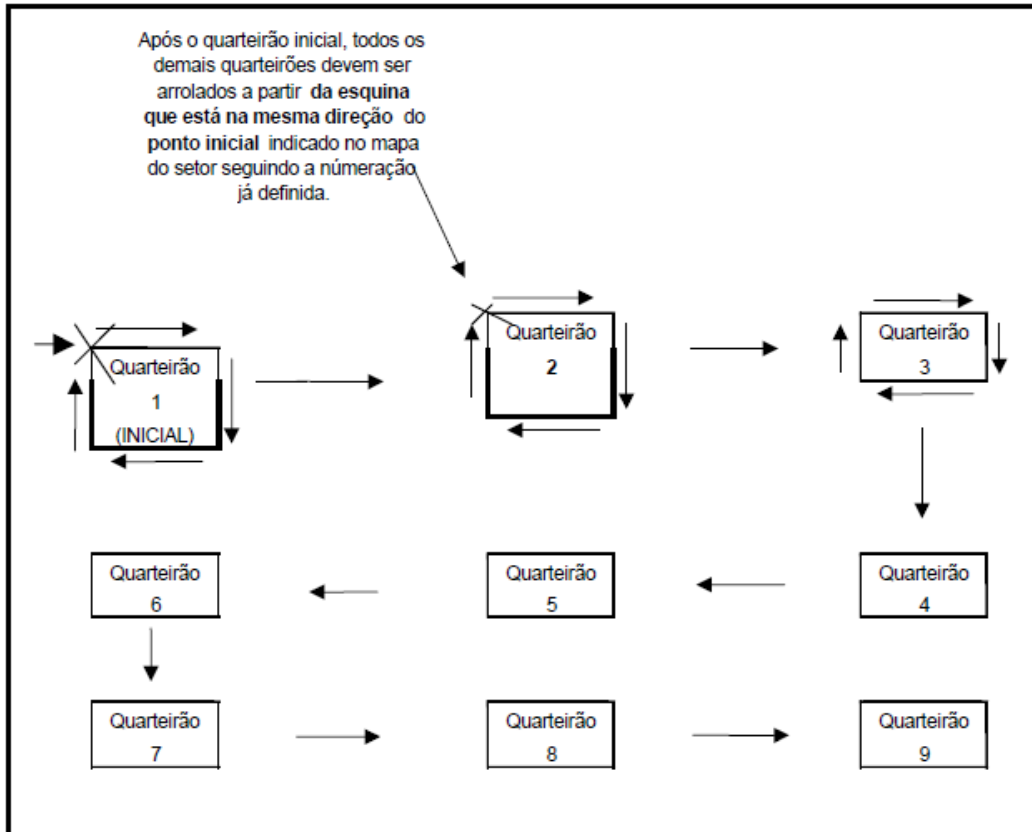 Após o quarteirão inicial, todos os
demais quarteirões devem ser
arrolados a partir da esquina
que está na mesma direção do
ponto inicial indicado no mapa
do setor seguindo a númeração
já definida.
Quarteirão
1
(INICIAL)
Quarteirão
2
Quarteirão
3
Quarteirão
6
Quarteirão
5
Quarteirão
4
Quarteirão
7
Quarteirão
8
Quarteirão
9